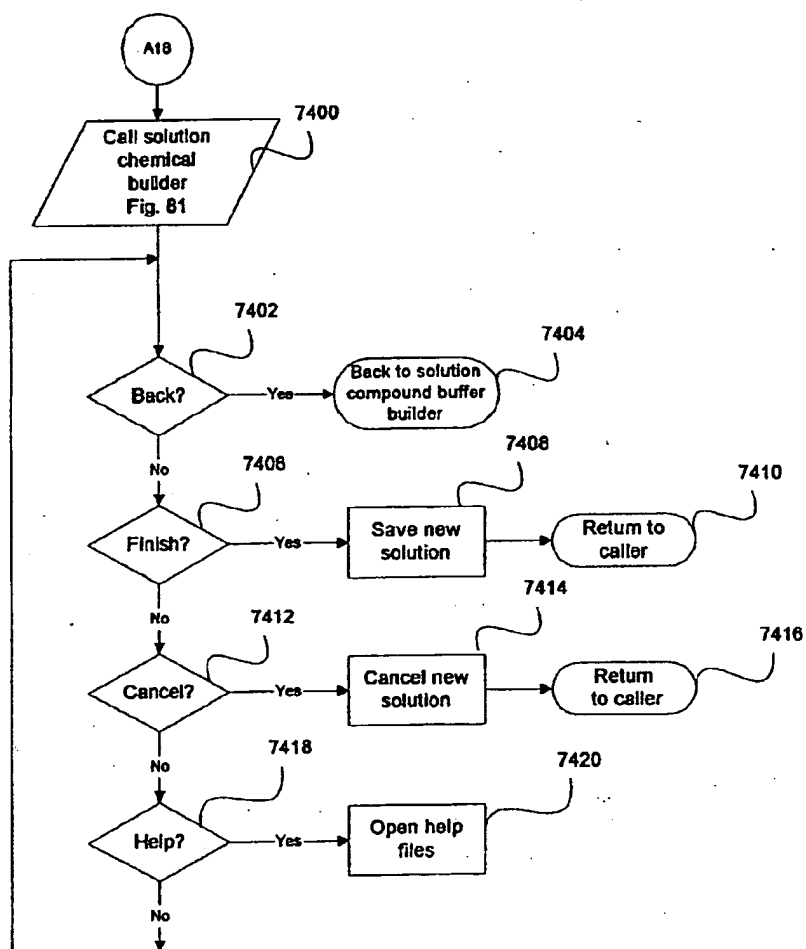 A18
Call solution
chemical
builder
Fig. 81
7400
7402
7404
Back?
Yes
Back to solution
compound buffer
builder
No
7406
7408
7410
Finish?
Yes
Save new
solution
Return to
caller
No
7412
7414
7416
Cancel?
Yes
Cancel new
solution
Return
to caller
No
7418
7420
Help?
Yes
Open help
files
No